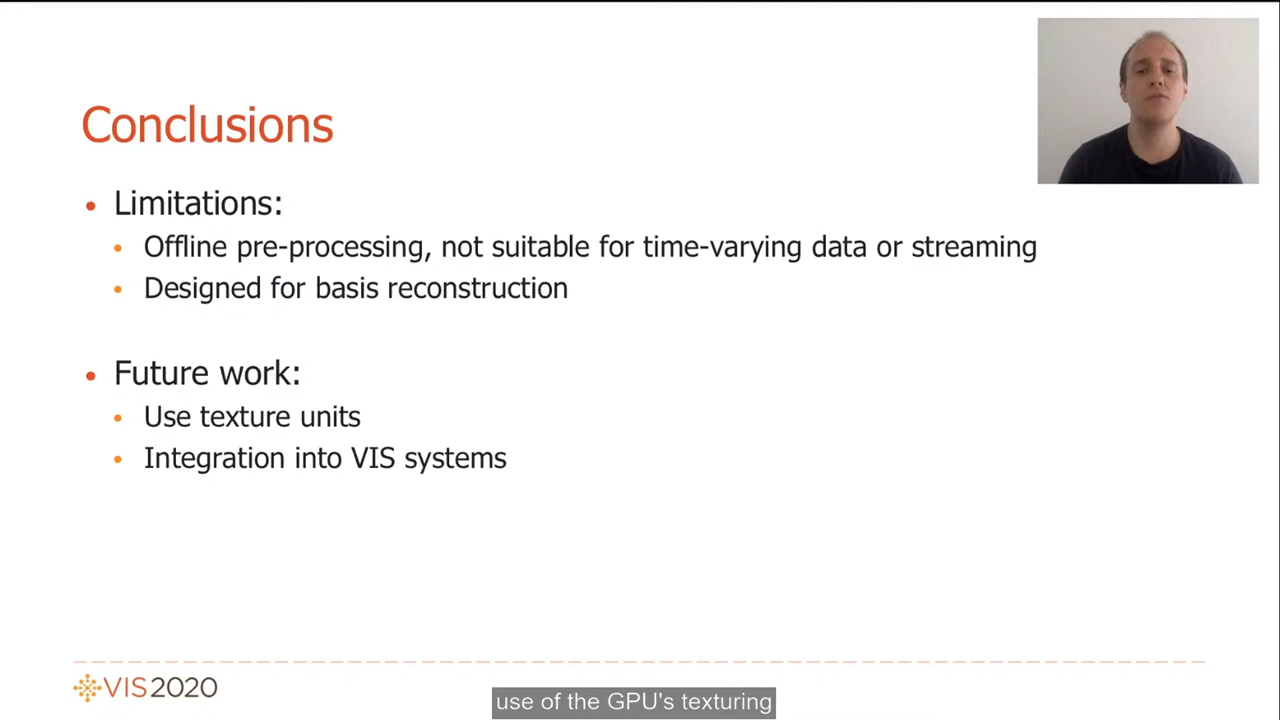 Conclusions
• Limitations:
• Offline pre-processing, not suitable for time-varying data or streaming
• Designed for basis reconstruction
• Future work:
• Use texture units
• Integration into VIS systems
VIS2020
use of the GPU's texturing